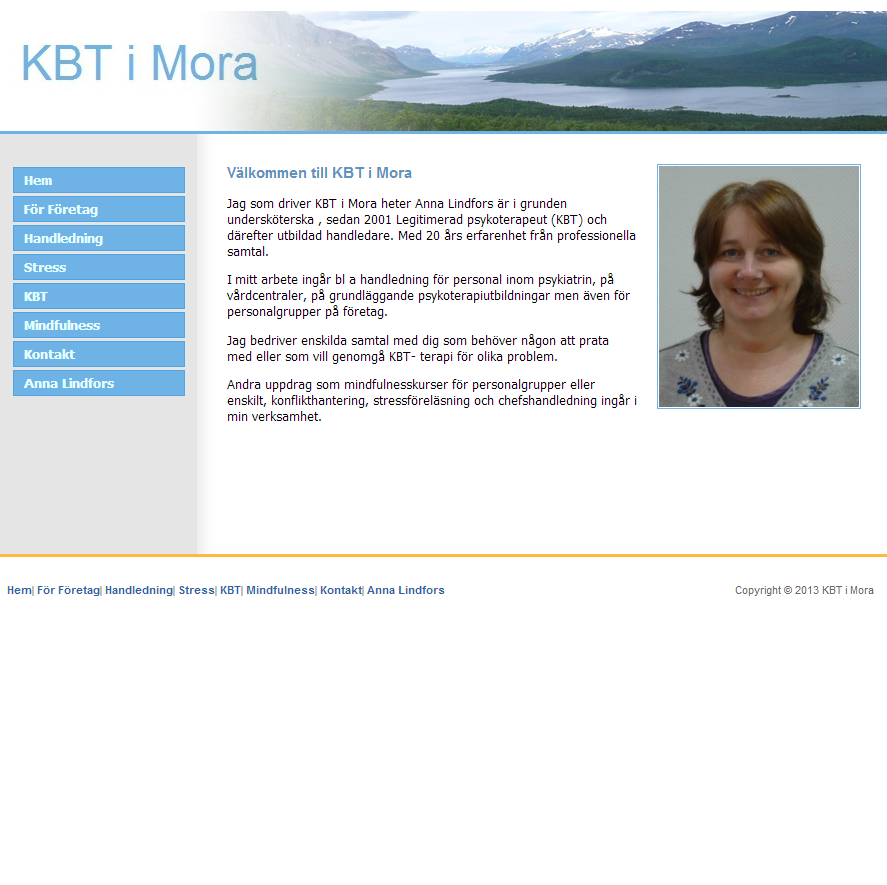 KBT i Mora
Hem
För Företag
Handledning
Stress
KBT
Mindfulness
Kontakt
Anna Lindfors
Välkommen till KBT i Mora
Jag som driver KBT i Mora heter Anna Lindfors är i grunden
undersköterska , sedan 2001 Legitimerad psykoterapeut (KBT) och
därefter utbildad handledare. Med 20 års erfarenhet från professionella
samtal.
I mitt arbete ingår bl a handledning för personal inom psykiatrin, på
vårdcentraler, på grundläggande psykoterapiutbildningar men även för
personalgrupper på företag.
Jag bedriver enskilda samtal med dig som behöver någon att prata
med eller som vill genomgå KBT- terapi för olika problem.
Andra uppdrag som mindfulnesskurser för personalgrupper eller
enskilt, konflikthantering, stressföreläsning och chefshandledning ingår i
min verksamhet.
Hem| För Företag| Handledning| Stress| KBT| Mindfulness| Kontakt| Anna Lindfors
Copyright © 2013 KBT i Mora